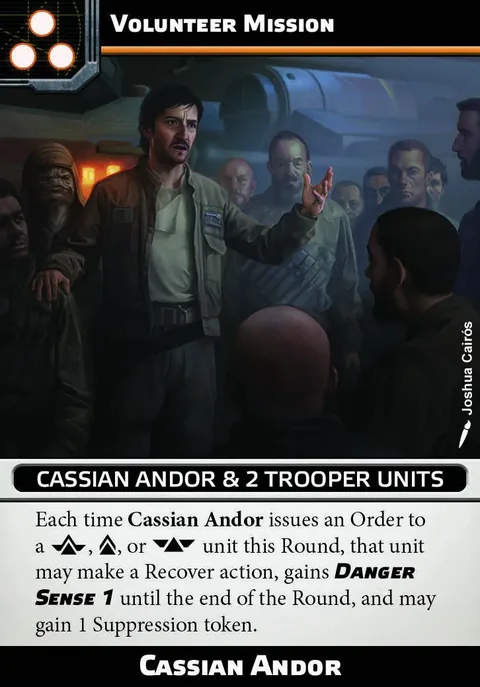 VOLUNTEER MISSION
Joshua Cairós
CASSIAN ANDOR & 2 TROOPER UNITS
Each time Cassian Andor issues an Order to
a , , or unit this Round, that unit
may make a Recover action, gains DANGER
SENSE 1 until the end of the Round, and may
gain 1 Suppression token.
CASSIAN ANDOR